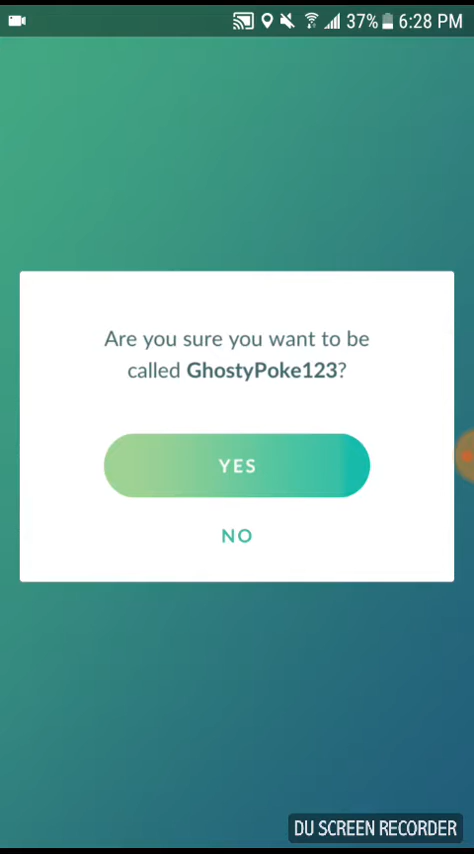 37% 6:28 PM
Are you sure you want to be
called GhostyPoke123?
YES
NO
DU SCREEN RECORDER